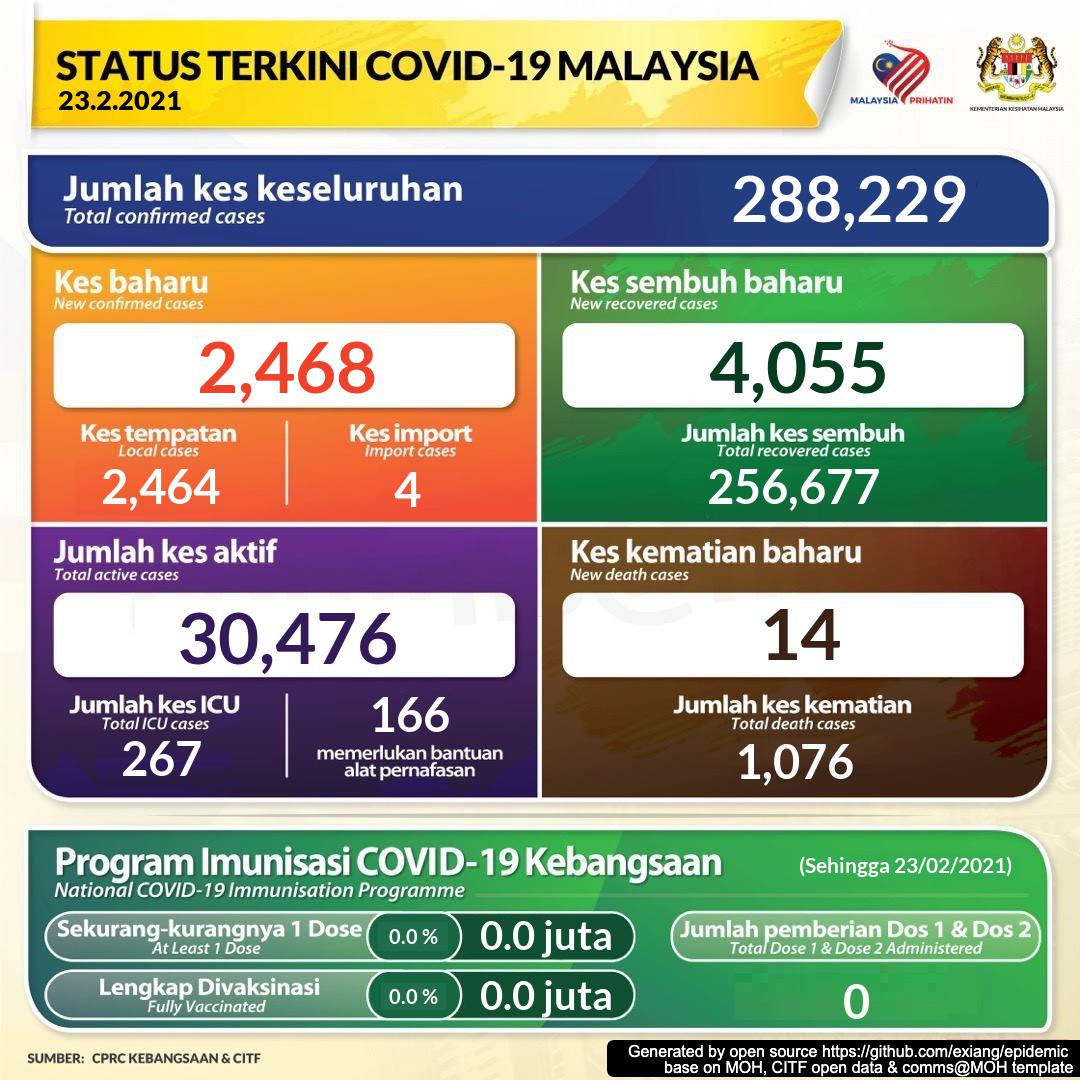 STATUS TERKINI COVID-19 MALAYSIA
23.2.2021
MALAYSIA PRIHATIN
KEMENTERIAN KESIHATAN MALAYSIA
Jumlah kes keseluruhan
Total confirmed cases
288,229
Kes baharu
New confirmed cases
2,468
Kes tempatan
Local cases
2,464
Kes import
Import cases
4
Kes sembuh baharu
New recovered cases
4,055
Jumlah kes sembuh
Total recovered cases
256,677
Jumlah kes aktif
Total active cases
30,476
Jumlah kes ICU
Total ICU cases
267
166
memerlukan bantuan
alat pernafasan
Kes kematian baharu
New death cases
14
Jumlah kes kematian
Total death cases
1,076
Program Imunisasi COVID-19 Kebangsaan
National COVID-19 Immunisation Programme
(Sehingga 23/02/2021)
Sekurang-kurangnya 1 Dose
At Least 1 Dose
0.0 %
0.0 juta
Lengkap Divaksinasi
Fully Vaccinated
0.0 %
0.0 juta
Jumlah pemberian Dos 1 & Dos 2
Total Dose 1 & Dose 2 Administered
0
SUMBER: CPRC KEBANGSAAN & CITF
Generated by open source https://github.com/exiang/epidemic
base on MOH, CITF open data & comms@MOH template